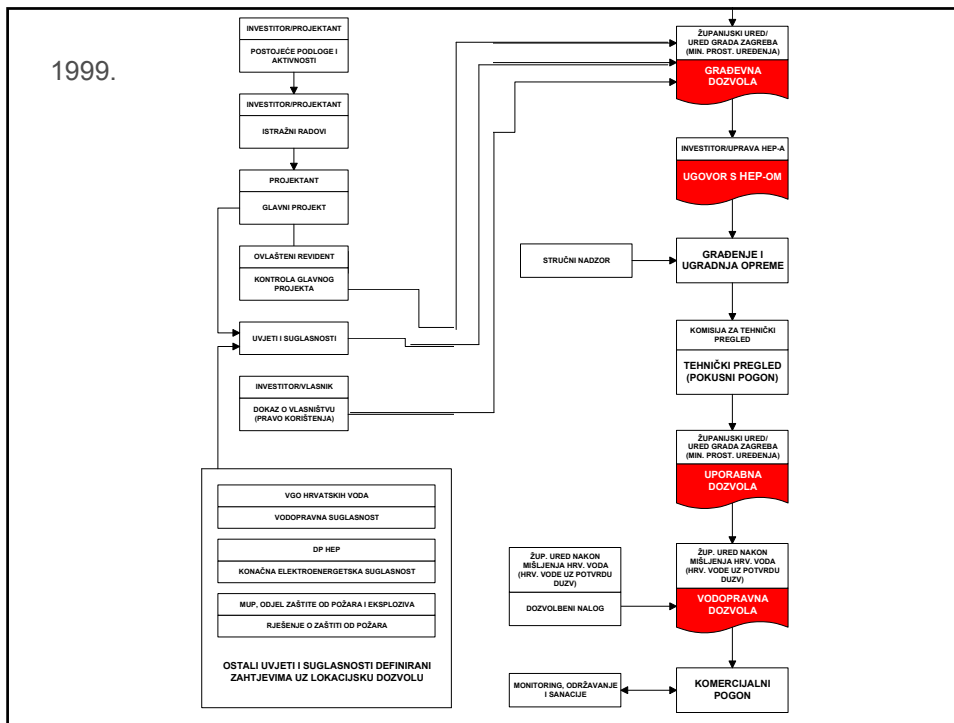 1999.
INVESTITOR/PROJEKTANT
POSTOJEĆE PODLOGE I
AKTIVNOSTI
INVESTITOR/PROJEKTANT
ISTRAŽNI RADOVI
PROJEKTANT
GLAVNI PROJEKT
OVLAŠTENI REVIDENT
KONTROLA GLAVNOG
PROJEKTA
UVJETI I SUGLASNOSTI
INVESTITOR/VLASNIK
DOKAZ O VLASNIŠTVU
(PRAVO KORIŠTENJA)
VGO HRVATSKIH VODA
VODOPRAVNA SUGLASNOST
DP HEP
KONAČNA ELEKTROENERGETSKA SUGLASNOST
MUP, ODJEL ZAŠTITE OD POŽARA I EKSPLOZIVA
RJEŠENJE O ZAŠTITI OD POŽARA
OSTALI UVJETI I SUGLASNOSTI DEFINIRANI
ZAHTJEVIMA UZ LOKACIJSKU DOZVOLU
ŽUPANIJSKI URED/
URED GRADA ZAGREBA
(MIN. PROST. UREĐENJA)
GRAĐEVNA
DOZVOLA
INVESTITOR/UPRAVA HEP-A
UGOVOR S HEP-OM
STRUČNI NADZOR
GRAĐENJE I
UGRADNJA OPREME
KOMISIJA ZA TEHNIČKI
PREGLED
TEHNIČKI PREGLED
(POKUSNI POGON)
ŽUPANIJSKI URED/
URED GRADA ZAGREBA
(MIN. PROST. UREĐENJA)
UPORABNA
DOZVOLA
ŽUP. URED NAKON
MIŠLJENJA HRV. VODA
(HRV. VODE UZ POTVRDU
DUZV)
DOZVOLBENI NALOG
ŽUP. URED NAKON
MIŠLJENJA HRV. VODA
(HRV. VODE UZ POTVRDU
DUZV)
VODOPRAVNA
DOZVOLA
MONITORING, ODRŽAVANJE
I SANACIJE
KOMERCIJALNI
POGON